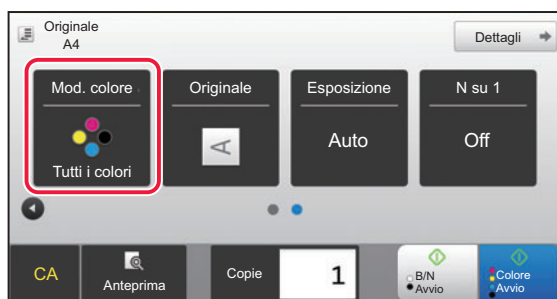 Originale
A4
Dettagli
Mod. colore
Tutti i colori
Originale
A
Esposizione
Auto
N su 1
Off
CA
Anteprima
Copie
1
B/N
Avvio
Colore
Avvio